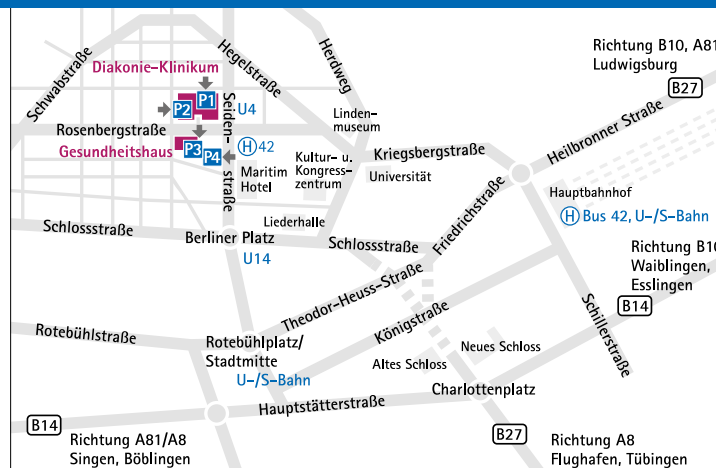 Schwabstraße
Diakonie-Klinikum
Hegelstraße
Herdweg
Richtung B10, A81
Ludwigsburg
B27
P1
P2
U4
Seiden-
straße
Linden-
museum
Heilbronner Straße
Rosenbergstraße
Gesundheitshaus
P3
P4
H 42
Maritim
Hotel
Kultur- u.
Kongress-
zentrum
Kriegsbergstraße
Universität
Hauptbahnhof
H Bus 42, U-/S-Bahn
Friedrichstraße
Schlossstraße
Liederhalle
Berliner Platz
Schlossstraße
U14
Richtung B10
Waiblingen,
Esslingen
B14
Theodor-Heuss-Straße
Königstraße
Schillerstraße
Rotebühlstraße
Rotebühlplatz/
Stadtmitte
U-/S-Bahn
Neues Schloss
Altes Schloss
Charlottenplatz
Hauptstätterstraße
B14
Richtung A81/A8
Singen, Böblingen
B27
Richtung A8
Flughafen, Tübingen